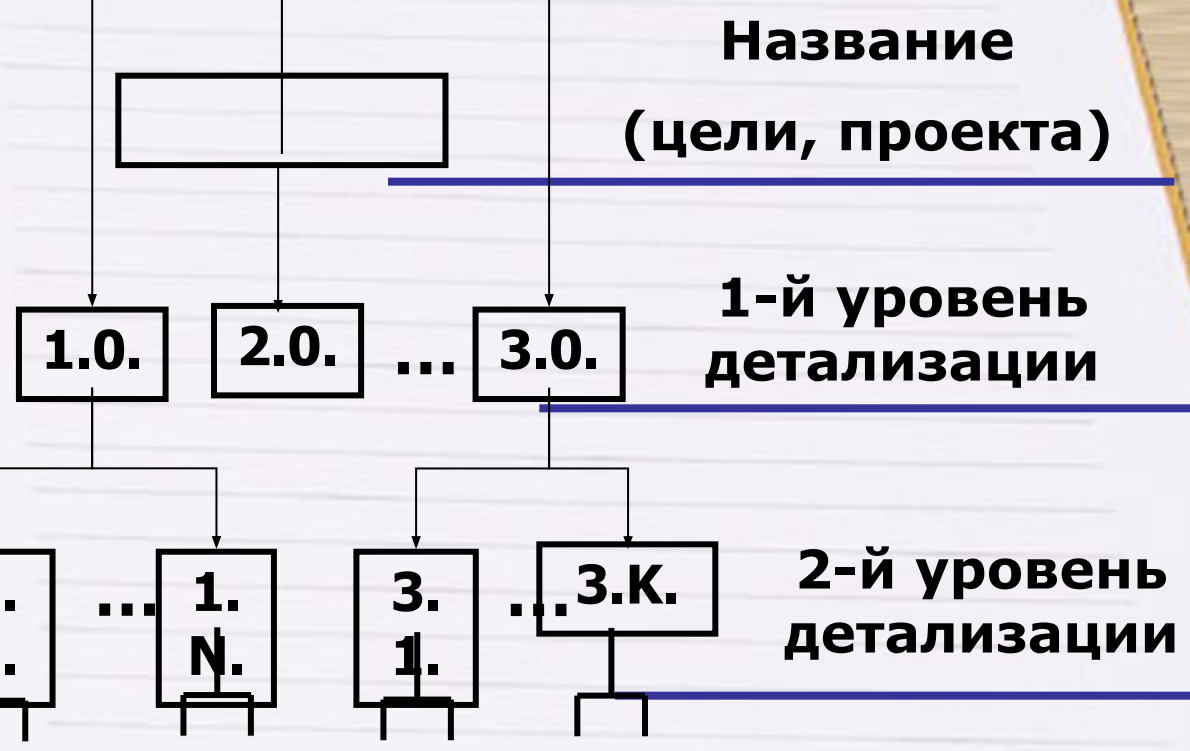 Название
(цели, проекта)
1.0.
2.0.
...
3.0.
1-й уровень
детализации
.
.
...
1.
N.
3.
1.
...
3.K.
2-й уровень
детализации